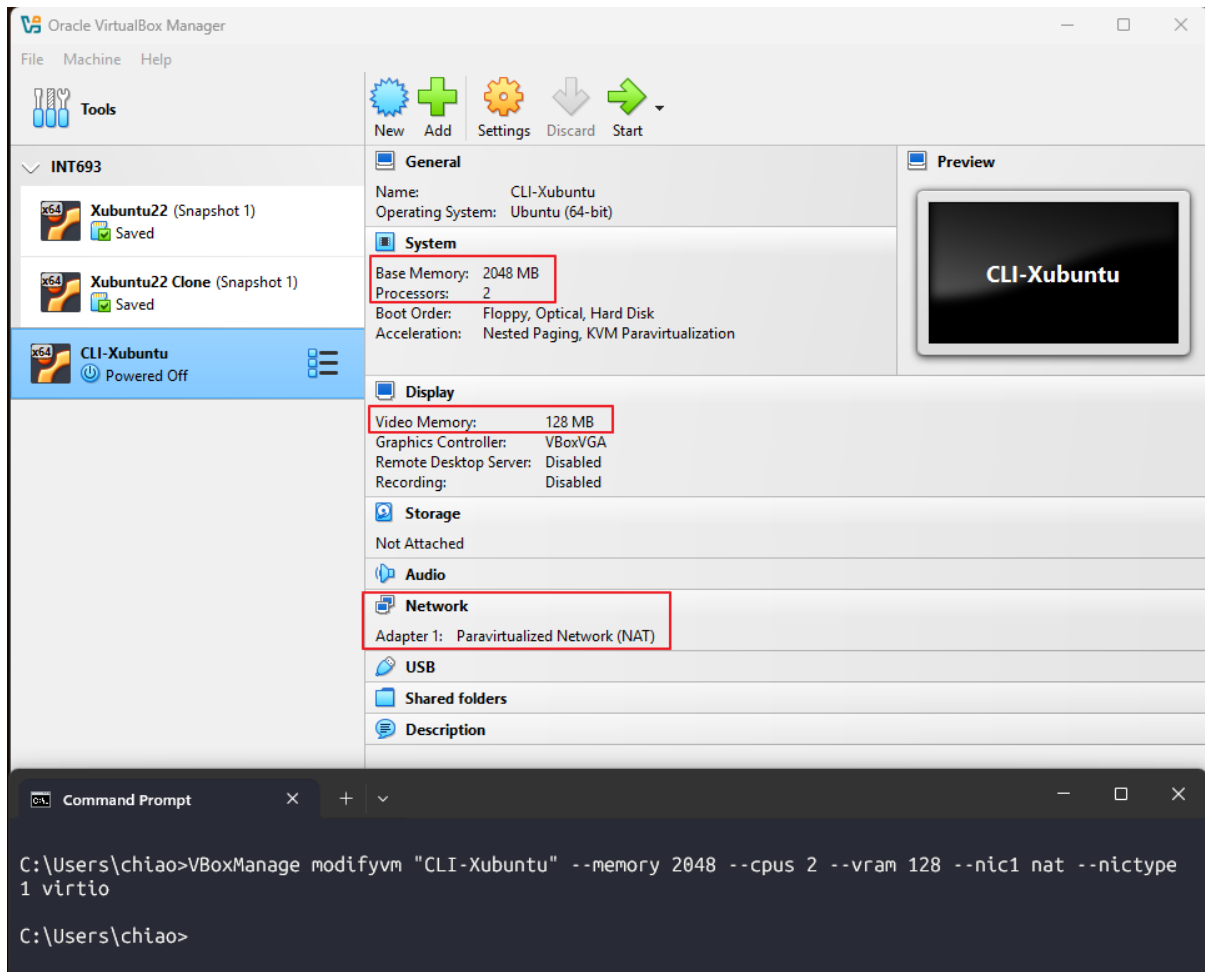 Oracle VirtualBox Manager
File Machine Help
Tools
New Add Settings Discard Start
INT693
x64 Xubuntu22 (Snapshot 1)
Saved
x64 Xubuntu22 Clone (Snapshot 1)
Saved
x64 CLI-Xubuntu
Powered Off
General
Name: CLI-Xubuntu
Operating System: Ubuntu (64-bit)
System
Base Memory: 2048 MB
Processors: 2
Boot Order: Floppy, Optical, Hard Disk
Acceleration: Nested Paging, KVM Paravirtualization
Preview
CLI-Xubuntu
Display
Video Memory: 128 MB
Graphics Controller: VBoxVGA
Remote Desktop Server: Disabled
Recording: Disabled
Storage
Not Attached
Audio
Network
Adapter 1: Paravirtualized Network (NAT)
USB
Shared folders
Description
Command Prompt
C:\Users\chiao>VBoxManage modifyvm "CLI-Xubuntu" --memory 2048 --cpus 2 --vram 128 --nic1 nat --nictype
1 virtio
C:\Users\chiao>